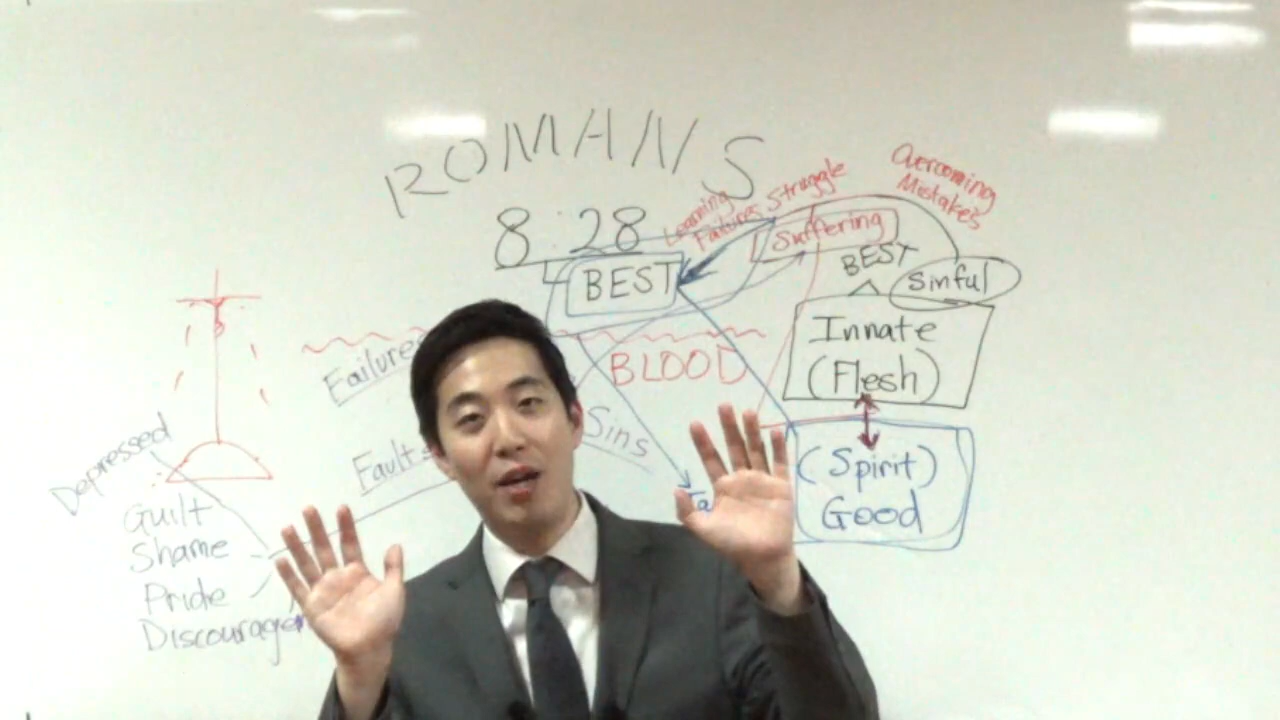 ROMANS
8:28
BEST
Learning
Failures Struggle
Suffering
Overcoming
Mistakes
BEST
Sinful
Innate
(Flesh)
(Spirit)
Good
BLOOD
Failures
Faults
Sins
Depressed
Guilt
Shame
Pride